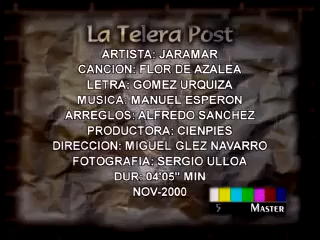 La Telera Post
ARTISTA: JARAMAR
CANCION: FLOR DE AZALEA
LETRA: GOMEZ URQUIZA
MUSICA: MANUEL ESPERON
ARREGLOS: ALFREDO SANCHEZ
PRODUCTORA: CIENPIES
DIRECCION: MIGUEL GLEZ NAVARRO
FOTOGRAFIA: SERGIO ULLOA
DUR: 04'05" MIN
NOV-2000
5 MASTER